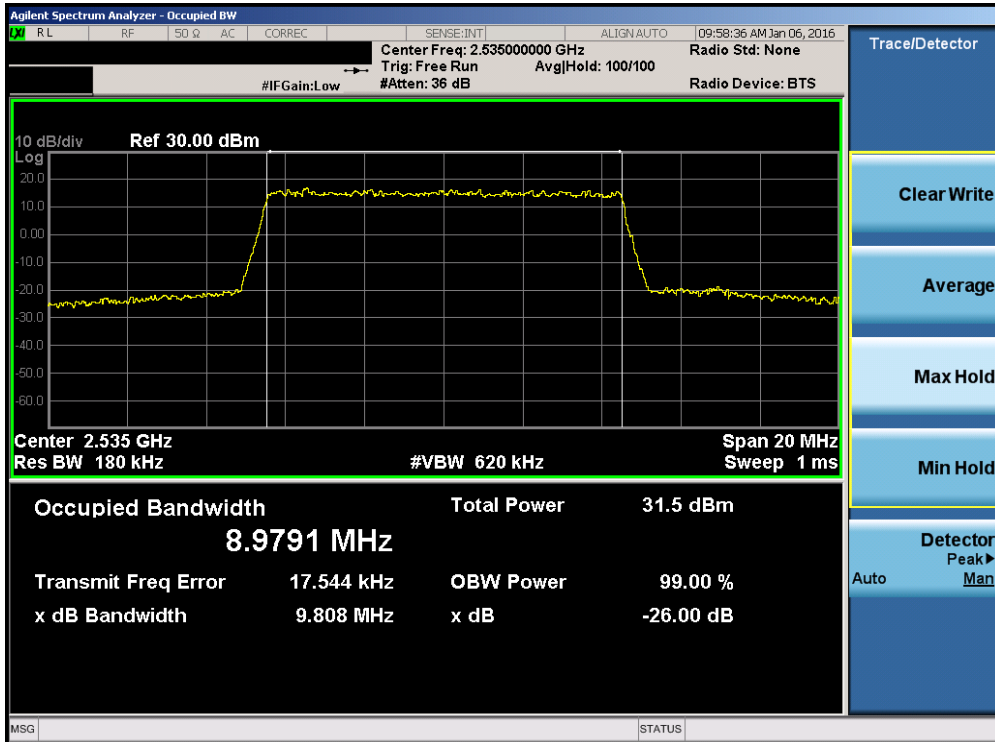 Agilent Spectrum Analyzer - Occupied BW
LXI RL RF 50 Ω AC CORREC SENSE:INT ALIGNAUTO 09:58:36 AM Jan 06, 2016
Center Freq: 2.535000000 GHz Radio Std: None
Trig: Free Run Avg|Hold: 100/100
#IFGain:Low #Atten: 36 dB Radio Device: BTS
Trace/Detector
10 dB/div Ref 30.00 dBm
Log
20.0
10.0
0.00
-10.0
-20.0
-30.0
-40.0
-50.0
-60.0
Center 2.535 GHz Span 20 MHz
Res BW 180 kHz #VBW 620 kHz Sweep 1 ms
Occupied Bandwidth Total Power 31.5 dBm
8.9791 MHz
Transmit Freq Error 17.544 kHz OBW Power 99.00 %
x dB Bandwidth 9.808 MHz x dB -26.00 dB
Clear Write
Average
Max Hold
Min Hold
Detector
Peak▶
Auto Man
MSG STATUS